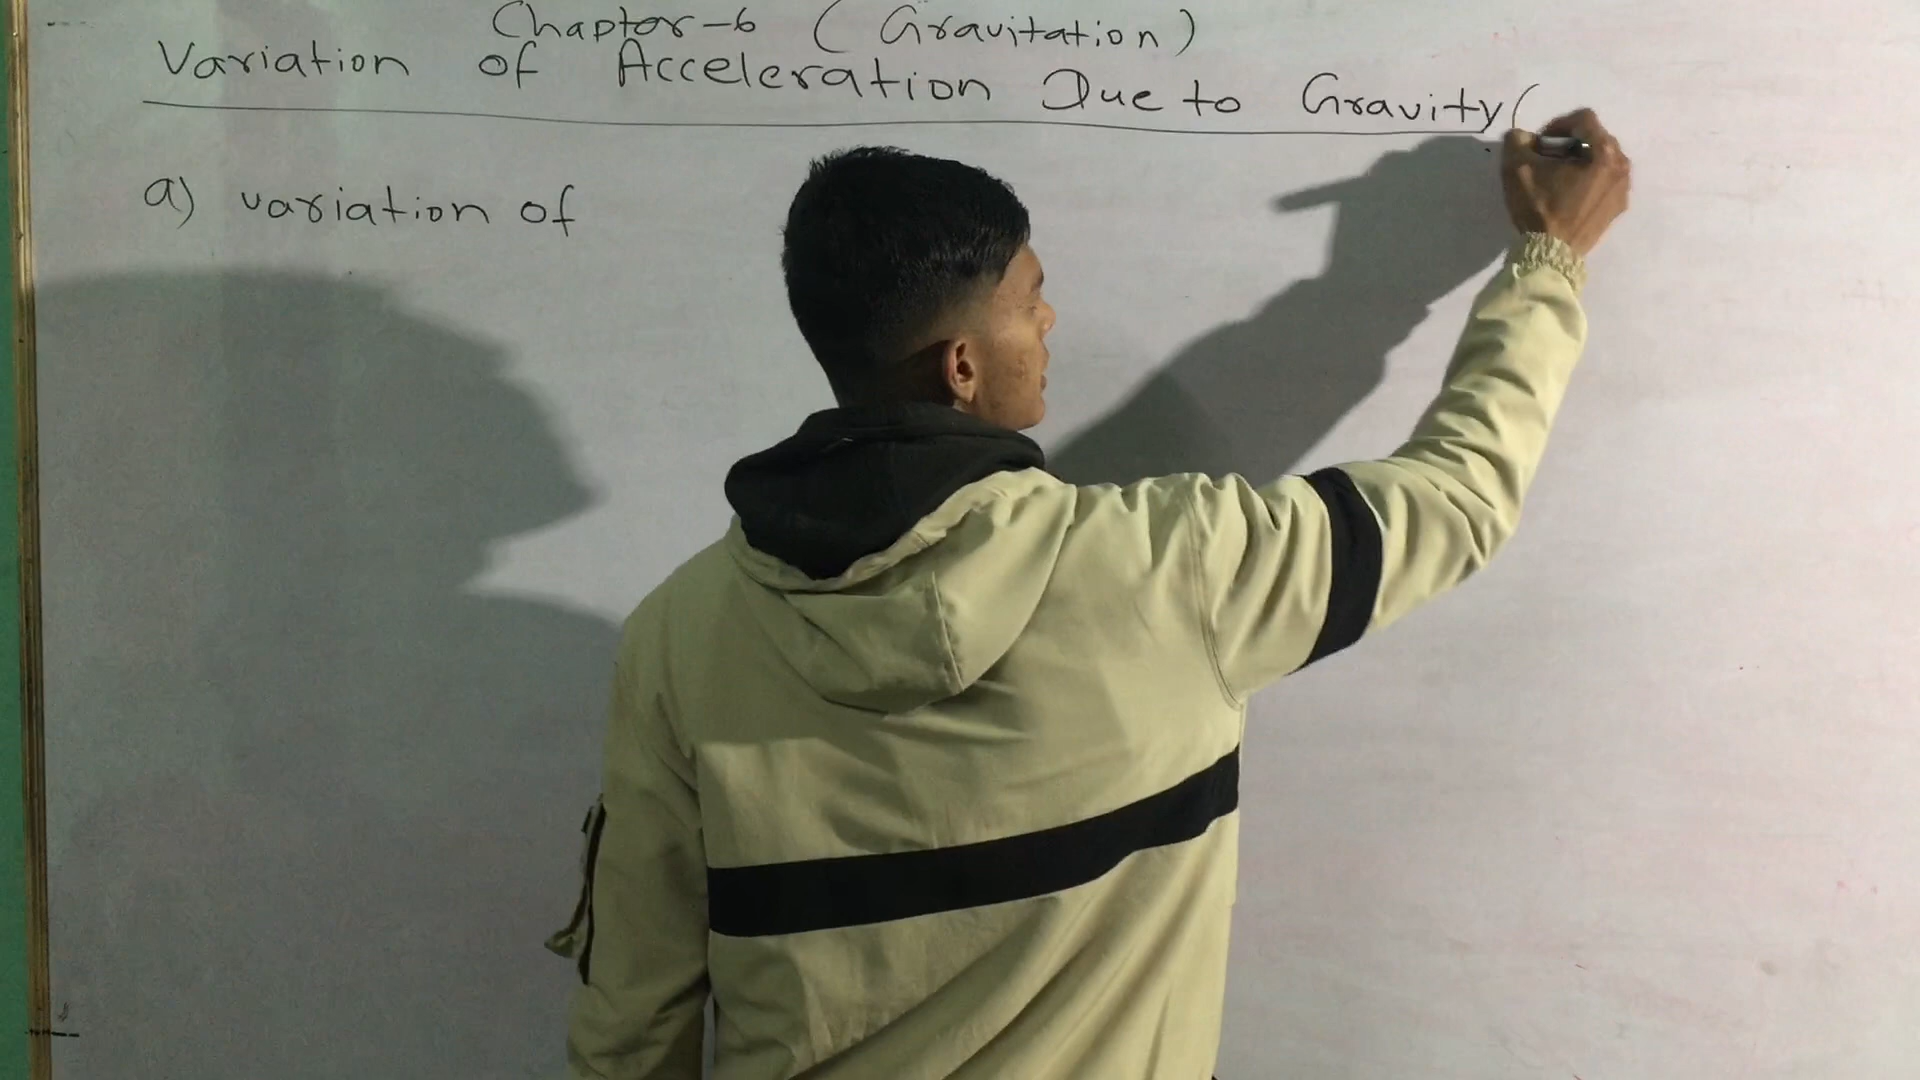 Chapter-6 (Gravitation)
Variation of Acceleration Due to Gravity (
a) variation of